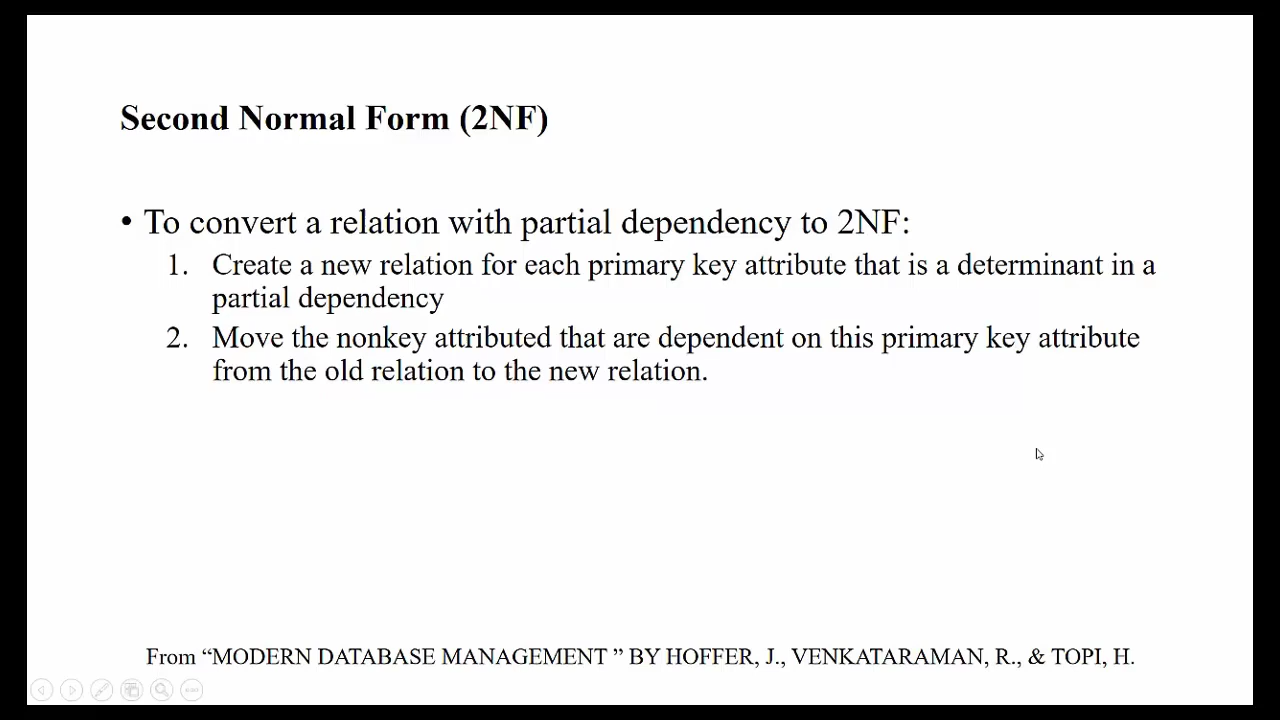 Second Normal Form (2NF)
• To convert a relation with partial dependency to 2NF:
1. Create a new relation for each primary key attribute that is a determinant in a
partial dependency
2. Move the nonkey attributed that are dependent on this primary key attribute
from the old relation to the new relation.
From “MODERN DATABASE MANAGEMENT ” BY HOFFER, J., VENKATARAMAN, R., & TOPI, H.